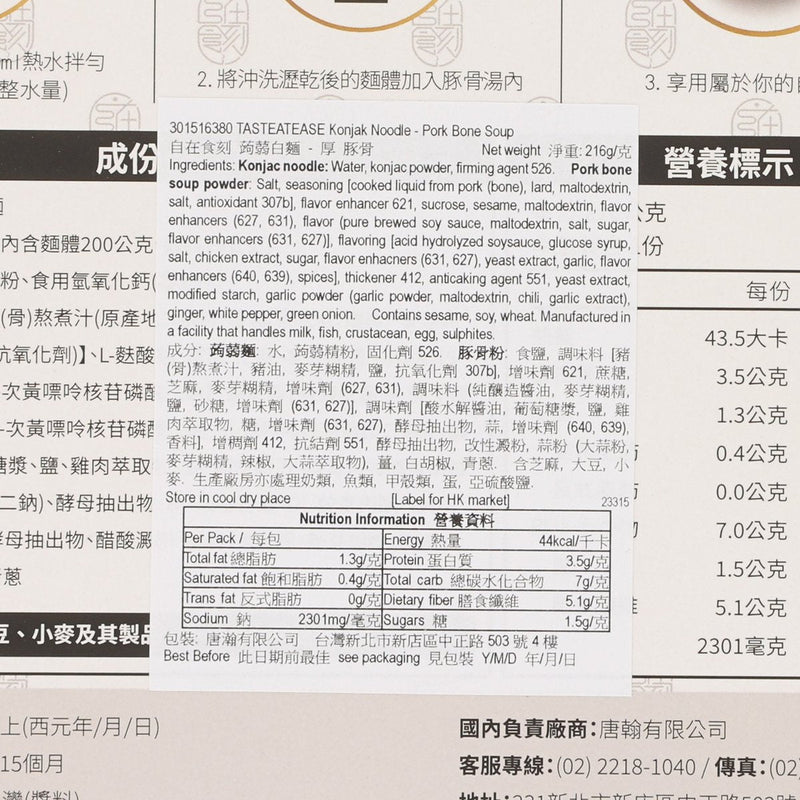 ml熱水拌勻
整水量)
2. 將沖洗瀝乾後的麵體加入豚骨湯內
3. 享用屬於你的
成份
營養標示
內含麵體200公克
粉、食用氫氧化鈣(
(骨)熬煮汁(原產地
抗氧化劑)】、L-麩酸
次黃嘌呤核苷磷酸
次黃嘌呤核苷磷酸
糖漿、鹽、雞肉萃取
二鈉)、酵母抽出物
酵母抽出物、醋酸澱
蔥
豆、小麥及其製品
301516380 TASTEATEASE Konjak Noodle - Pork Bone Soup
自在食刻 蒟蒻白麵 - 厚 豚骨 Net weight 淨重: 216g/克
Ingredients: Konjac noodle: Water, konjac powder, firming agent 526. Pork bone
soup powder: Salt, seasoning [cooked liquid from pork (bone), lard, maltodextrin,
salt, antioxidant 307b], flavor enhancer 621, sucrose, sesame, maltodextrin, flavor
enhancers (627, 631), flavor (pure brewed soy sauce, maltodextrin, salt, sugar,
flavor enhancers (631, 627)], flavoring [acid hydrolyzed soysauce, glucose syrup,
salt, chicken extract, sugar, flavor enhacners (631, 627), yeast extract, garlic, flavor
enhancers (640, 639), spices], thickener 412, anticaking agent 551, yeast extract,
modified starch, garlic powder (garlic powder, maltodextrin, chili, garlic extract),
ginger, white pepper, green onion. Contains sesame, soy, wheat. Manufactured in
a facility that handles milk, fish, crustacean, egg, sulphites.
成分: 蒟蒻麵: 水, 蒟蒻精粉, 固化劑 526. 豚骨粉: 食鹽, 調味料 [豬
(骨)熬煮汁, 豬油, 麥芽糊精, 鹽, 抗氧化劑 307b], 增味劑 621, 蔗糖,
芝麻, 麥芽糊精, 增味劑 (627, 631), 調味料 (純釀造醬油, 麥芽糊精,
鹽, 砂糖, 增味劑 (631, 627)], 調味劑 [酸水解醬油, 葡萄糖漿, 鹽, 雞
肉萃取物, 糖, 增味劑 (631, 627), 酵母抽出物, 蒜, 增味劑 (640, 639),
香料], 增稠劑 412, 抗結劑 551, 酵母抽出物, 改性澱粉, 蒜粉 (大蒜粉,
麥芽糊精, 辣椒, 大蒜萃取物), 薑, 白胡椒, 青蔥. 含芝麻, 大豆, 小
麥. 生產廠房亦處理奶類, 魚類, 甲殼類, 蛋, 亞硫酸鹽.
Store in cool dry place [Label for HK market] 23315
Nutrition Information 營養資料
Per Pack / 每包 Energy 熱量 44kcal/千卡
Total fat 總脂肪 1.3g/克 Protein 蛋白質 3.5g/克
Saturated fat 飽和脂肪 0.4g/克 Total carb 總碳水化合物 7g/克
Trans fat 反式脂肪 0g/克 Dietary fiber 膳食纖維 5.1g/克
Sodium 鈉 2301mg/毫克 Sugars 糖 1.5g/克
包裝: 唐瀚有限公司 台灣新北市新店區中正路 503 號 4 樓
Best Before 此日期前最佳 see packaging 見包裝 Y/M/D 年/月/日
公克
份
每份
43.5大卡
3.5公克
1.3公克
0.4公克
0.0公克
7.0公克
1.5公克
5.1公克
2301毫克
上(西元年/月/日)
15個月
國內負責廠商:唐瀚有限公司
客服專線:(02) 2218-1040 / 傳真:(02)